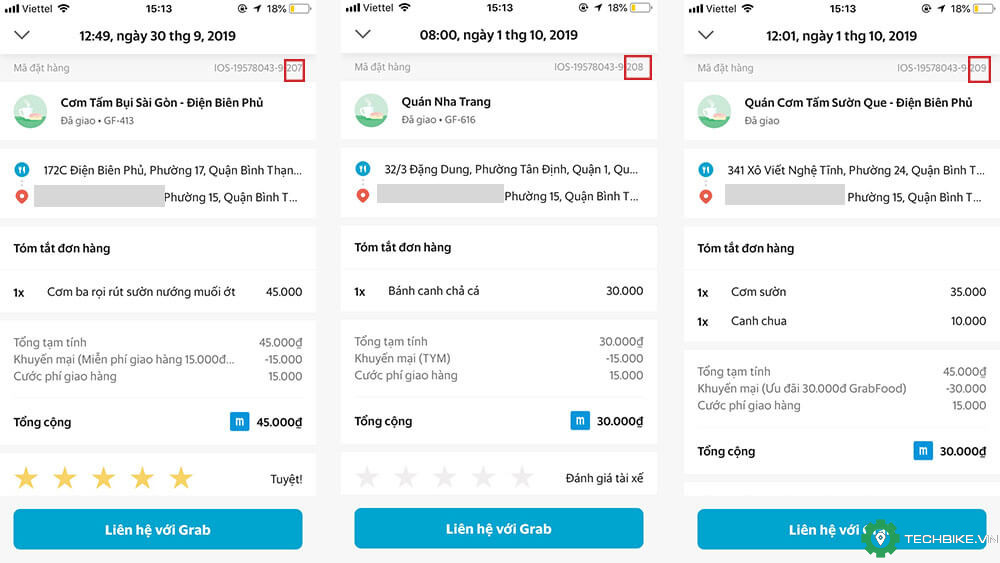 Viettel 15:13 18%
12:49, ngày 30 thg 9, 2019
Mã đặt hàng IOS-19578043-9-207
Cơm Tấm Bụi Sài Gòn - Điện Biên Phủ
Đã giao • GF-413
172C Điện Biên Phủ, Phường 17, Quận Bình Thạn...
Phường 15, Quận Bình T...
Tóm tắt đơn hàng
1x Cơm ba rọi rút sườn nướng muối ớt 45.000
Tổng tạm tính 45.000₫
Khuyến mại (Miễn phí giao hàng 15.000đ... -15.000
Cước phí giao hàng 15.000
Tổng cộng m 45.000₫
Tuyệt!
Liên hệ với Grab
Viettel 15:13 18%
08:00, ngày 1 thg 10, 2019
Mã đặt hàng IOS-19578043-9-208
Quán Nha Trang
Đã giao • GF-616
32/3 Đặng Dung, Phường Tân Định, Quận 1, Qu...
Phường 15, Quận Bình T...
Tóm tắt đơn hàng
1x Bánh canh chả cá 30.000
Tổng tạm tính 30.000₫
Khuyến mại (TYM) -15.000
Cước phí giao hàng 15.000
Tổng cộng m 30.000₫
Đánh giá tài xế
Liên hệ với Grab
Viettel 15:13 18%
12:01, ngày 1 thg 10, 2019
Mã đặt hàng IOS-19578043-9-209
Quán Cơm Tấm Sườn Que - Điện Biên Phủ
Đã giao
341 Xô Viết Nghệ Tĩnh, Phường 24, Quận Bình...
Phường 15, Quận Bình T...
Tóm tắt đơn hàng
1x Cơm sườn 35.000
1x Canh chua 10.000
Tổng tạm tính 45.000₫
Khuyến mại (Ưu đãi 30.000đ GrabFood) -30.000
Cước phí giao hàng 15.000
Tổng cộng m 30.000₫
Liên hệ với Grab
TECHBIKE.VN